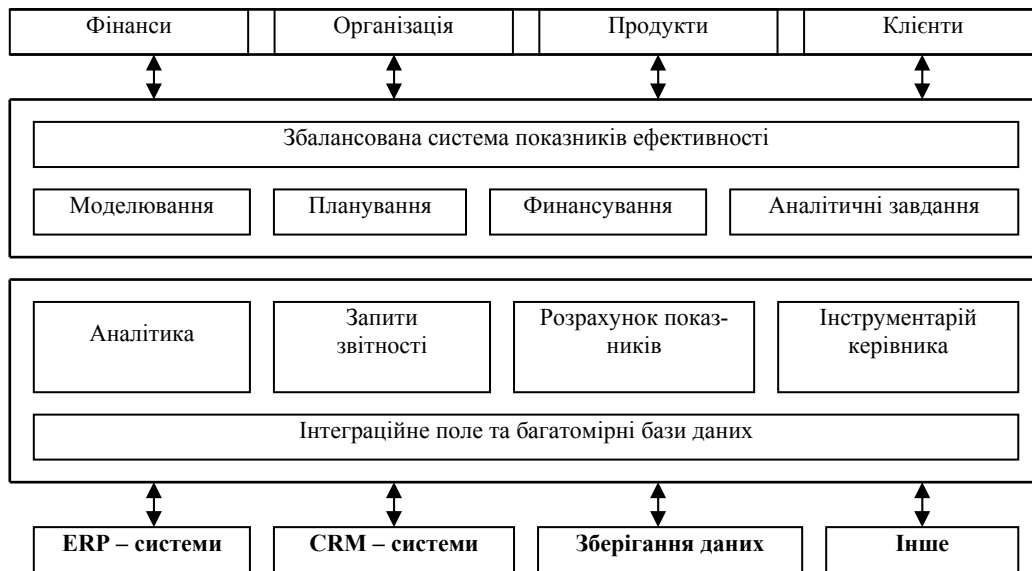 Фінанси
Організація
Продукти
Клієнти
Збалансована система показників ефективності
Моделювання
Планування
Финансування
Аналітичні завдання
Аналітика
Запити
звітності
Розрахунок показ-
ників
Інструментарій
керівника
Інтеграційне поле та багатомірні бази даних
ERP – системи
CRM – системи
Зберігання даних
Інше